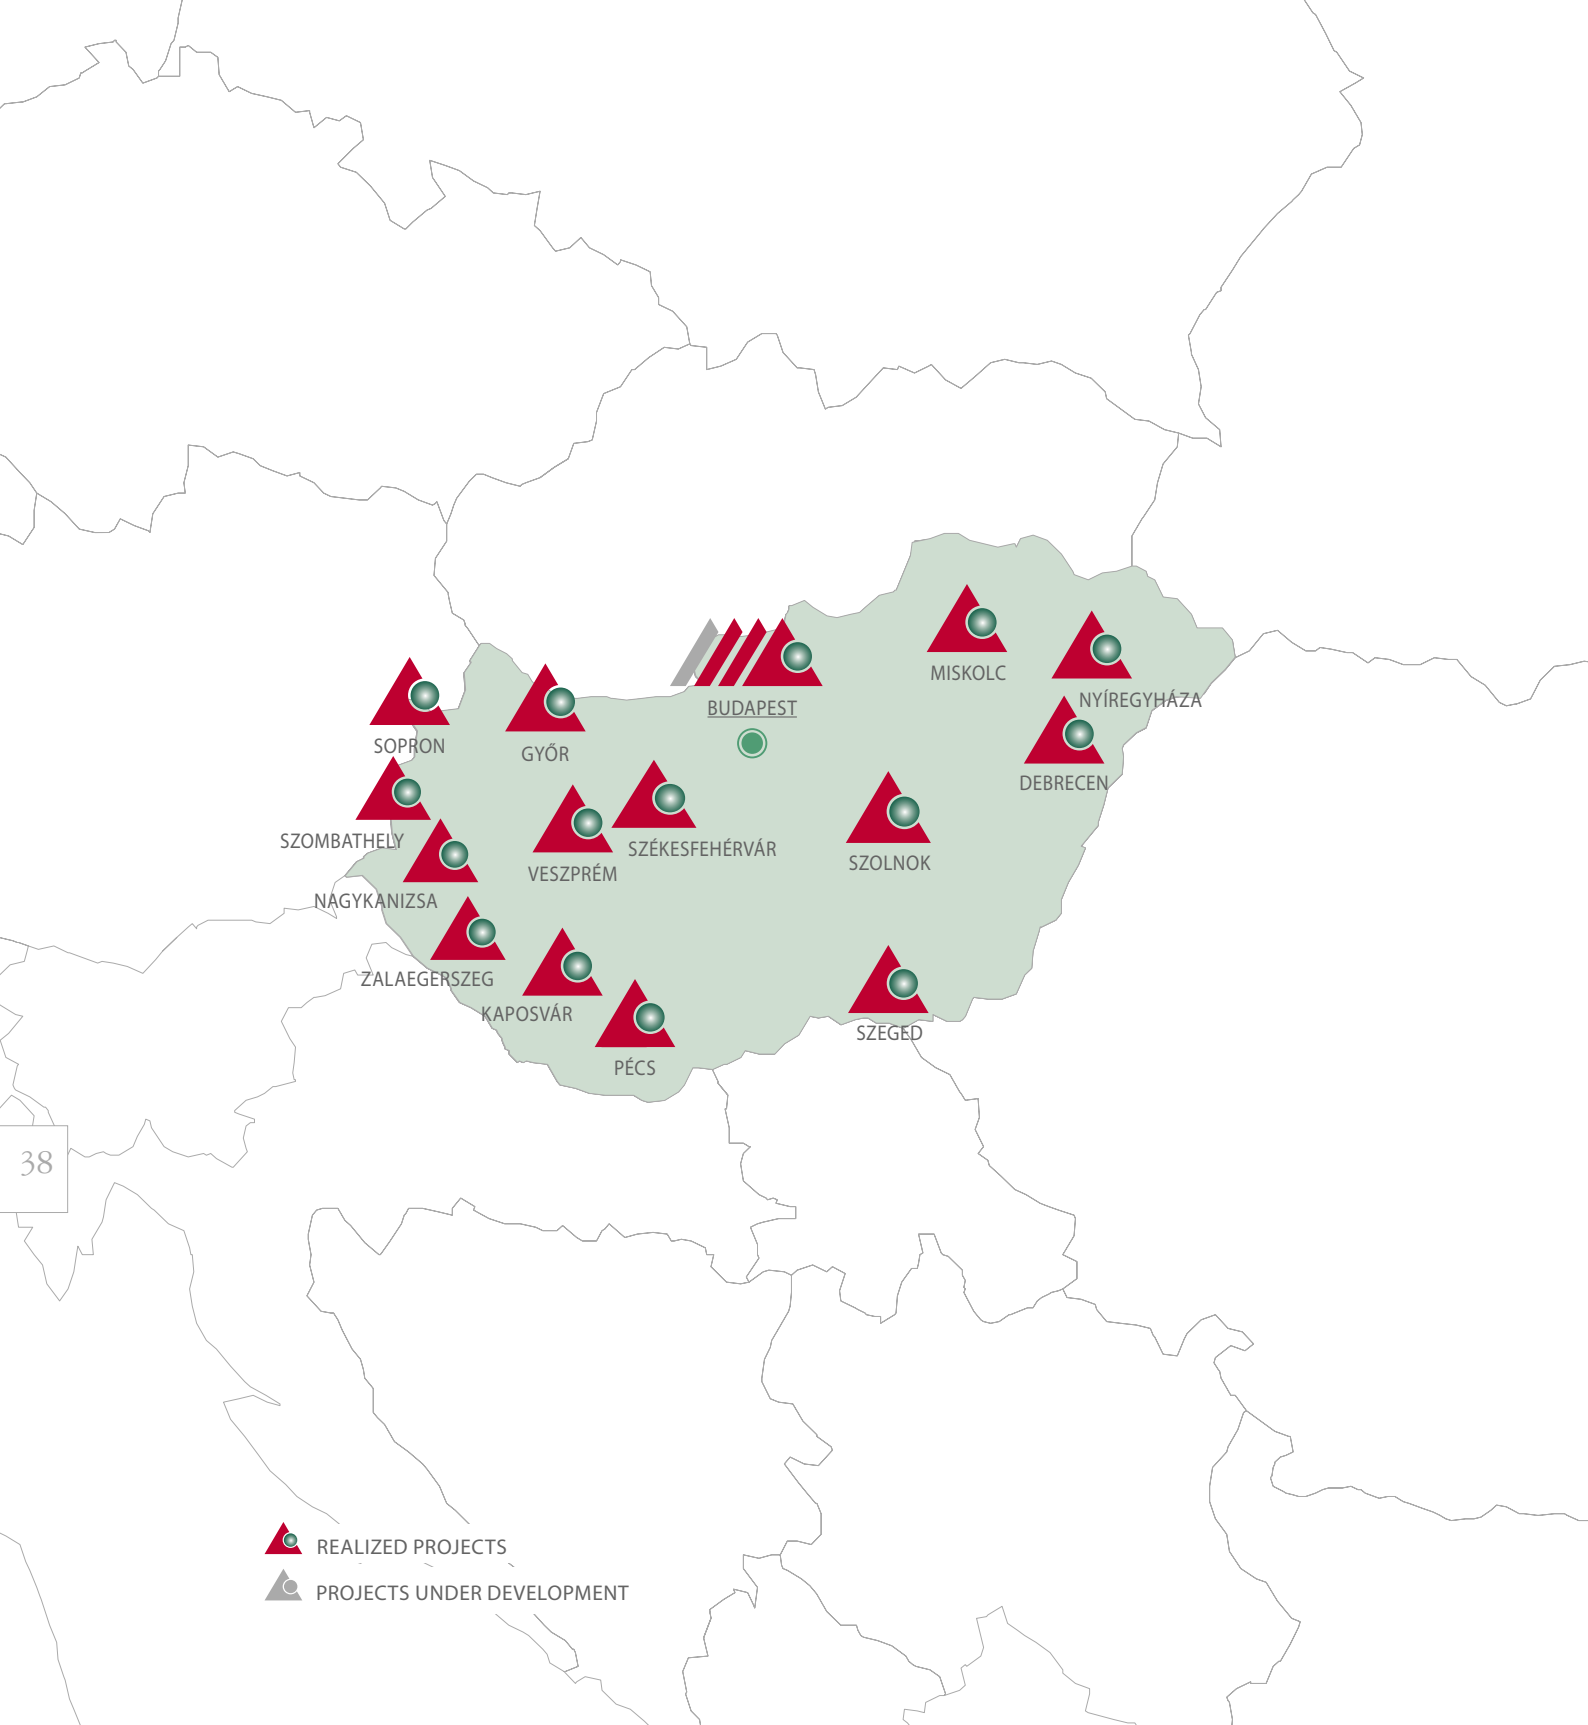 MISKOLC
NYÍREGYHÁZA
BUDAPEST
SOPRON
GYŐR
DEBRECEN
SZOMBATHELY
SZÉKESFEHÉRVÁR
SZOLNOK
VESZPRÉM
NAGYKANIZSA
ZALAEGERSZEG
KAPOSVÁR
SZEGED
PÉCS
38
REALIZED PROJECTS
PROJECTS UNDER DEVELOPMENT